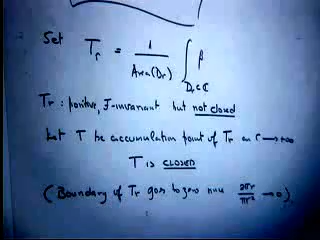 Set T_r = 1/Area(D_r) ∫_{D_r ⊂ C} β
T_r : positive, J-invariant but not closed
Let T be accumulation point of T_r as r → +∞
T is CLOSED
(Boundary of T_r goes to zero since 2πr/πr² → 0)